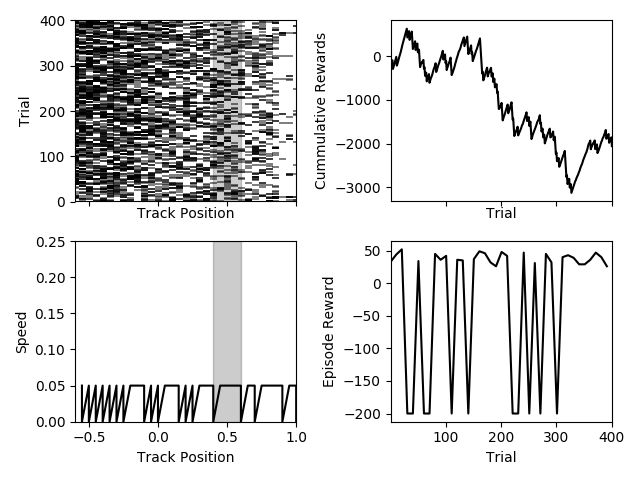 400
300
200
100
0
Trial
Track Position
0
−1000
−2000
−3000
Cummulative Rewards
Trial
0.25
0.20
0.15
0.10
0.05
0.00
Speed
−0.5 0.0 0.5 1.0
Track Position
50
0
−50
−100
−150
−200
Episode Reward
100 200 300 400
Trial